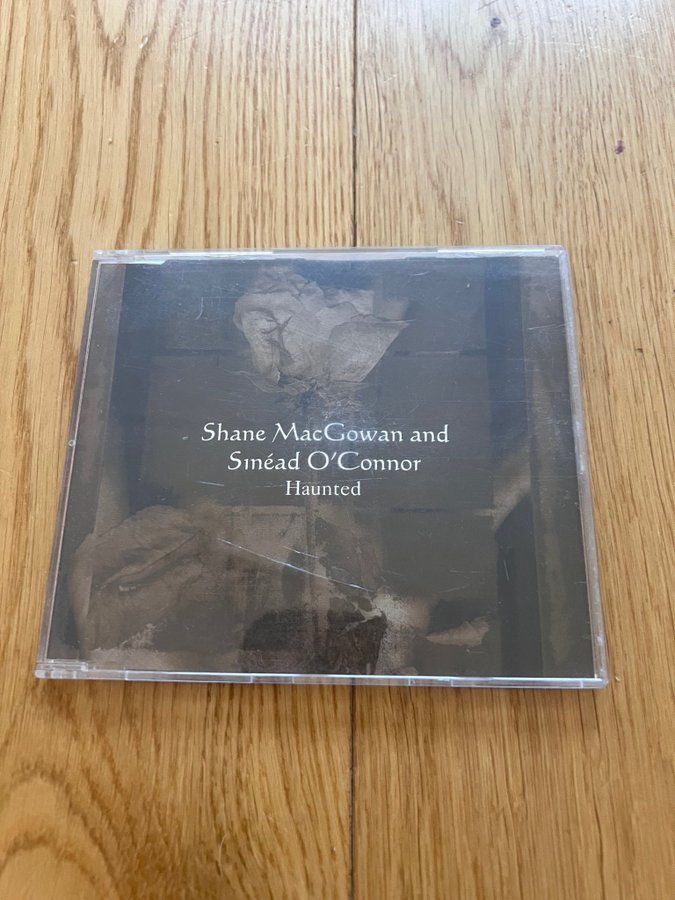 Shane MacGowan and
Sinéad O'Connor
Haunted